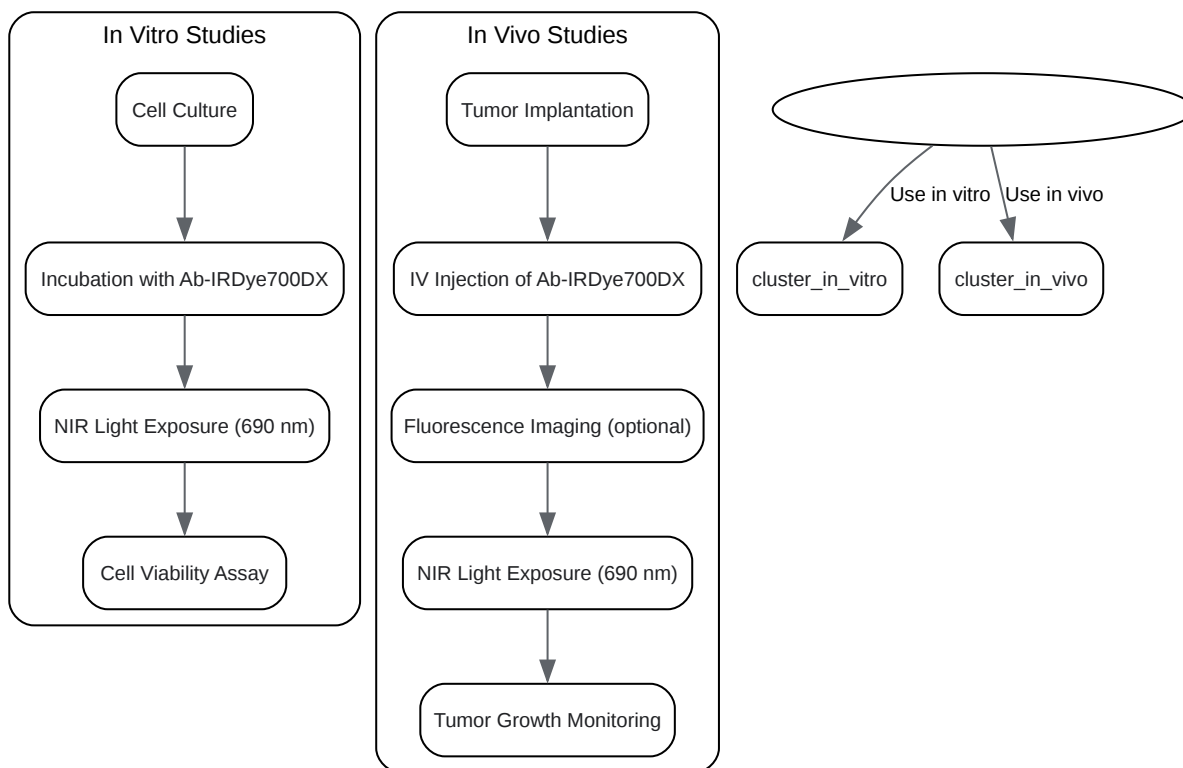 In Vitro Studies
Cell Culture
Incubation with Ab-IRDye700DX
NIR Light Exposure (690 nm)
Cell Viability Assay
In Vivo Studies
Tumor Implantation
IV Injection of Ab-IRDye700DX
Fluorescence Imaging (optional)
NIR Light Exposure (690 nm)
Tumor Growth Monitoring
Use in vitro
Use in vivo
cluster_in_vitro
cluster_in_vivo